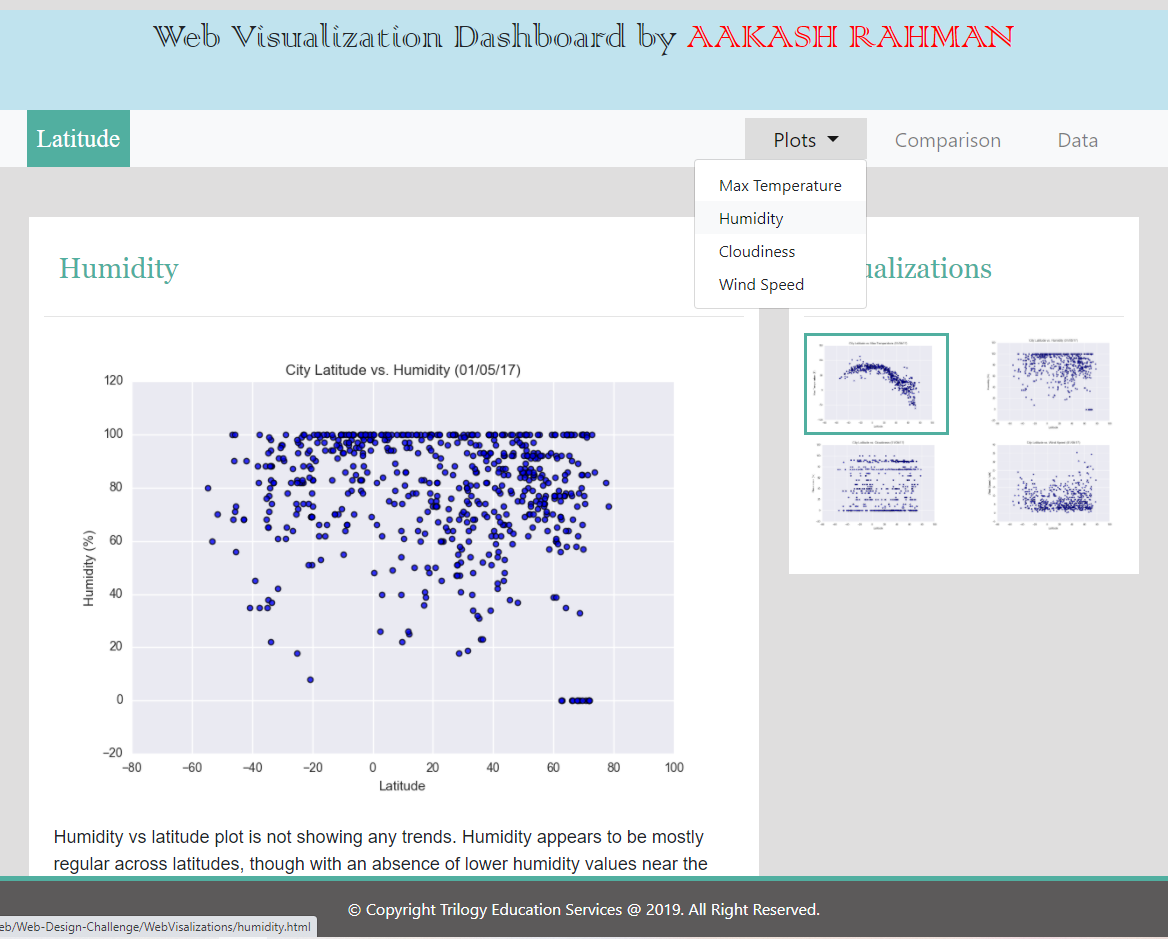 Web Visualization Dashboard by AAKASH RAHMAN
Latitude
Plots
Comparison
Data
Max Temperature
Humidity
Cloudiness
Wind Speed
Humidity
ualizations
City Latitude vs. Humidity (01/05/17)
120
100
80
60
40
20
0
−20
Humidity (%)
−80 −60 −40 −20 0 20 40 60 80 100
Latitude
Humidity vs latitude plot is not showing any trends. Humidity appears to be mostly
regular across latitudes, though with an absence of lower humidity values near the
© Copyright Trilogy Education Services @ 2019. All Right Reserved.
eb/Web-Design-Challenge/WebVisalizations/humidity.html